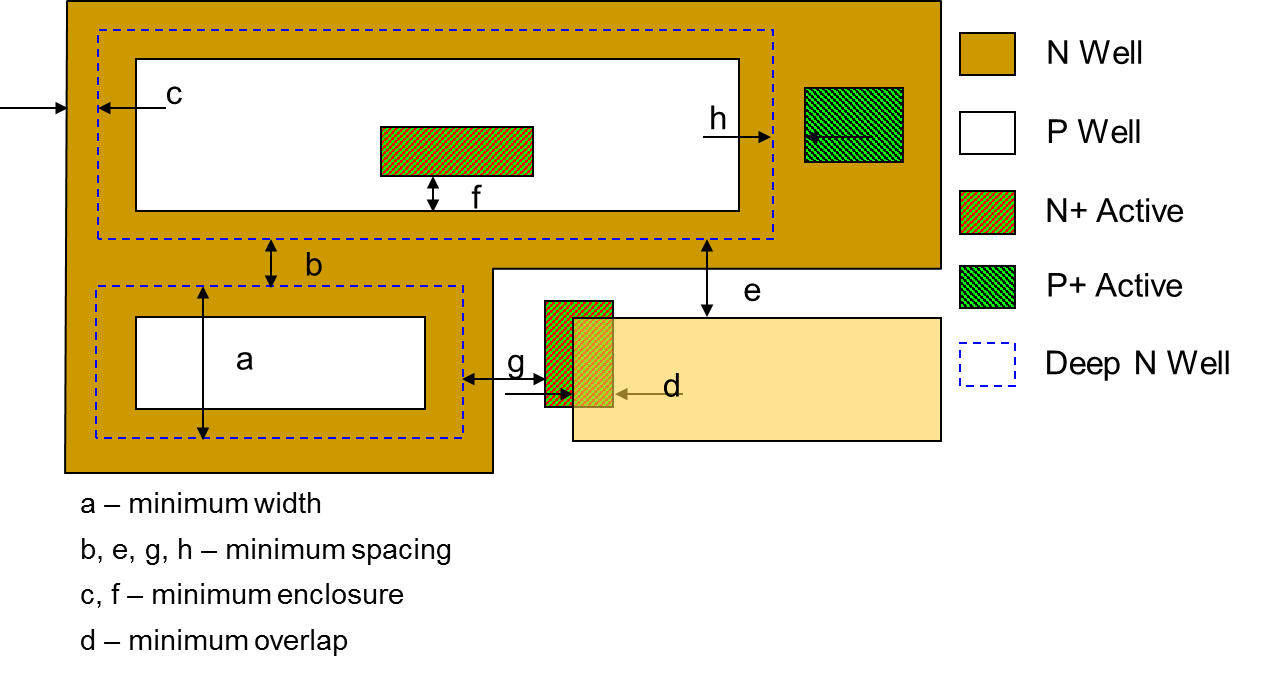 c
h
f
b
e
a
g
d
N Well
P Well
N+ Active
P+ Active
Deep N Well
a – minimum width
b, e, g, h – minimum spacing
c, f – minimum enclosure
d – minimum overlap